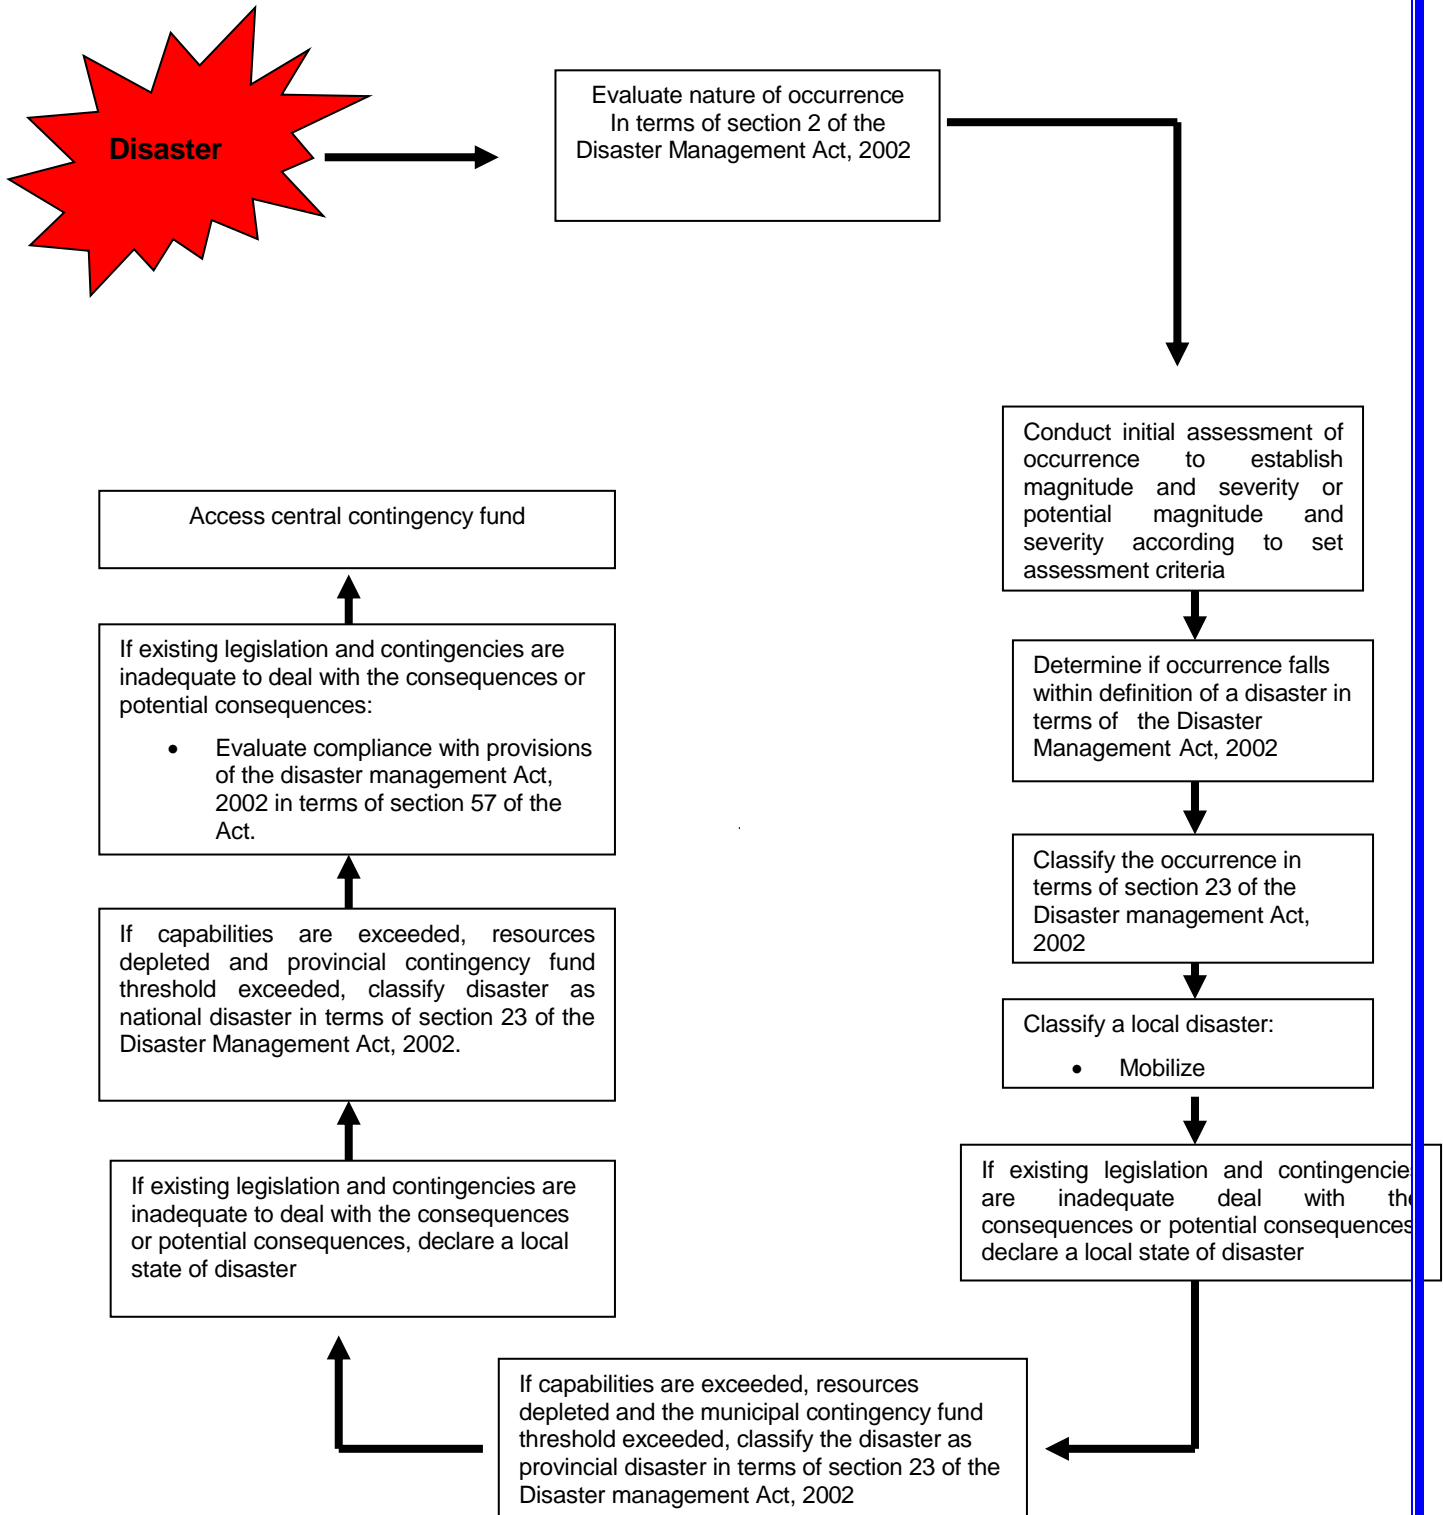 Disaster
Evaluate nature of occurrence
In terms of section 2 of the
Disaster Management Act, 2002
Conduct initial assessment of
occurrence to establish
magnitude and severity or
potential magnitude and
severity according to set
assessment criteria
Determine if occurrence falls
within definition of a disaster in
terms of the Disaster
Management Act, 2002
Classify the occurrence in
terms of section 23 of the
Disaster management Act,
2002
Classify a local disaster:
• Mobilize
If existing legislation and contingencie
are inadequate deal with the
consequences or potential consequences
declare a local state of disaster
If capabilities are exceeded, resources
depleted and the municipal contingency fund
threshold exceeded, classify the disaster as
provincial disaster in terms of section 23 of the
Disaster management Act, 2002
If existing legislation and contingencies are
inadequate to deal with the consequences
or potential consequences, declare a local
state of disaster
If capabilities are exceeded, resources
depleted and provincial contingency fund
threshold exceeded, classify disaster as
national disaster in terms of section 23 of the
Disaster Management Act, 2002.
If existing legislation and contingencies are
inadequate to deal with the consequences or
potential consequences:
• Evaluate compliance with provisions
of the disaster management Act,
2002 in terms of section 57 of the
Act.
Access central contingency fund